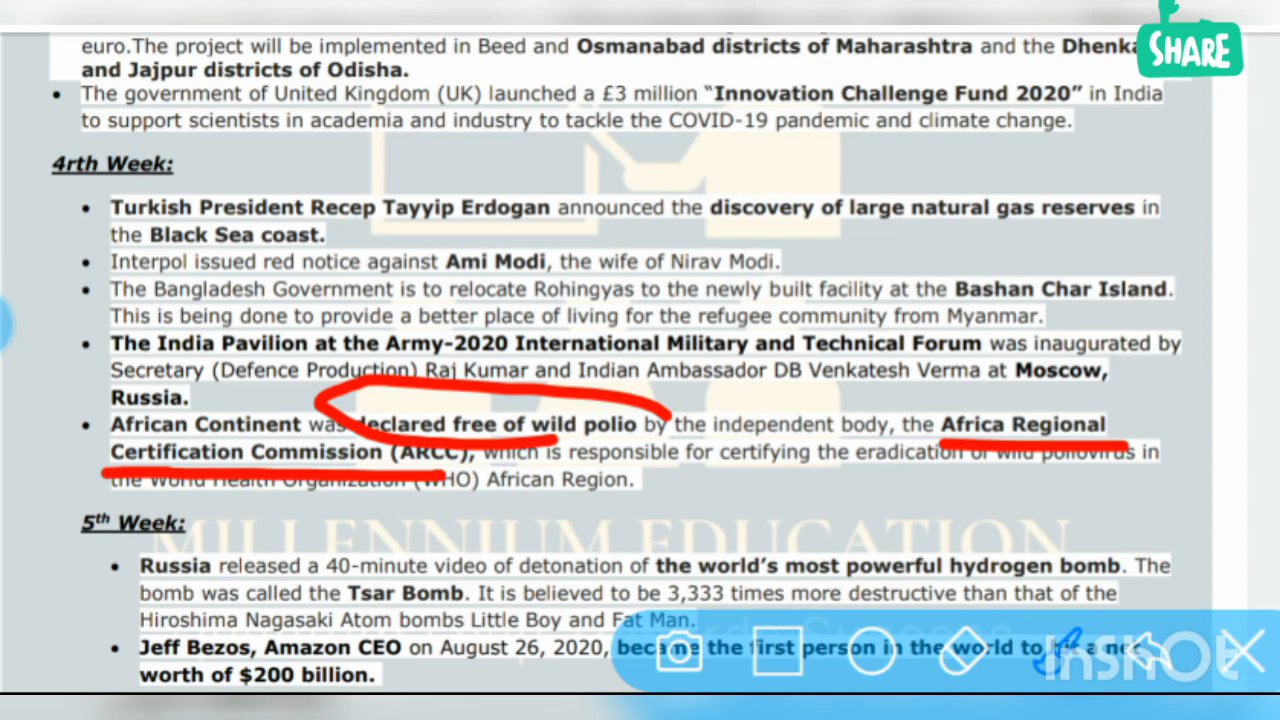 euro.The project will be implemented in Beed and Osmanabad districts of Maharashtra and the
SHARE
and Jajpur districts of Odisha.
• The government of United Kingdom (UK) launched a £3 million “Innovation Challenge Fund 2020” in India
to support scientists in academia and industry to tackle the COVID-19 pandemic and climate change.
4rth Week:
• Turkish President Recep Tayyip Erdogan announced the discovery of large natural gas reserves in
the Black Sea coast.
• Interpol issued red notice against Ami Modi, the wife of Nirav Modi.
• The Bangladesh Government is to relocate Rohingyas to the newly built facility at the Bashan Char Island.
This is being done to provide a better place of living for the refugee community from Myanmar.
• The India Pavilion at the Army-2020 International Military and Technical Forum was inaugurated by
Secretary (Defence Production) Raj Kumar and Indian Ambassador DB Venkatesh Verma at Moscow,
Russia.
• African Continent was declared free of wild polio by the independent body, the Africa Regional
Certification Commission (ARCC), which is responsible for certifying the eradication of wild poliovirus in
the World Health Organization (WHO) African Region.
5th Week:
MILLENNIUM EDUCATION
• Russia released a 40-minute video of detonation of the world’s most powerful hydrogen bomb. The
bomb was called the Tsar Bomb. It is believed to be 3,333 times more destructive than that of the
Hiroshima Nagasaki Atom bombs Little Boy and Fat Man.
• Jeff Bezos, Amazon CEO on August 26, 2020, became the first person in the world to a net
InShOT
worth of $200 billion.